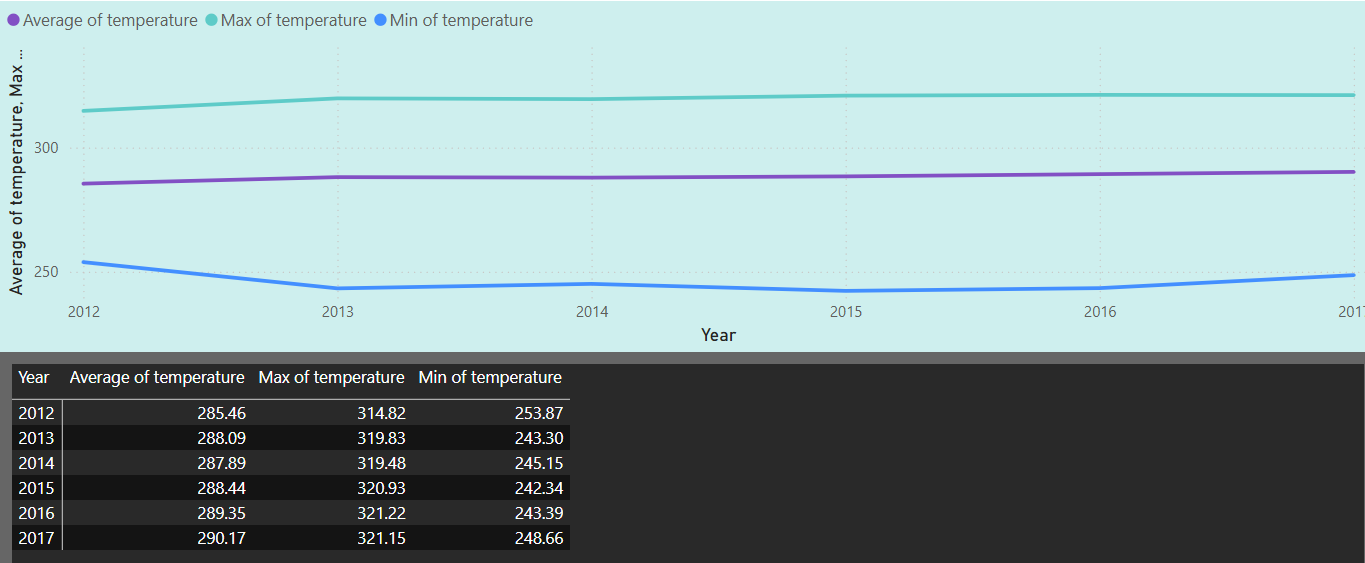 Average of temperature Max of temperature Min of temperature
Average of temperature, Max ...
300
250
2012 2013 2014 2015 2016 2017
Year
Year Average of temperature Max of temperature Min of temperature
2012 285.46 314.82 253.87
2013 288.09 319.83 243.30
2014 287.89 319.48 245.15
2015 288.44 320.93 242.34
2016 289.35 321.22 243.39
2017 290.17 321.15 248.66